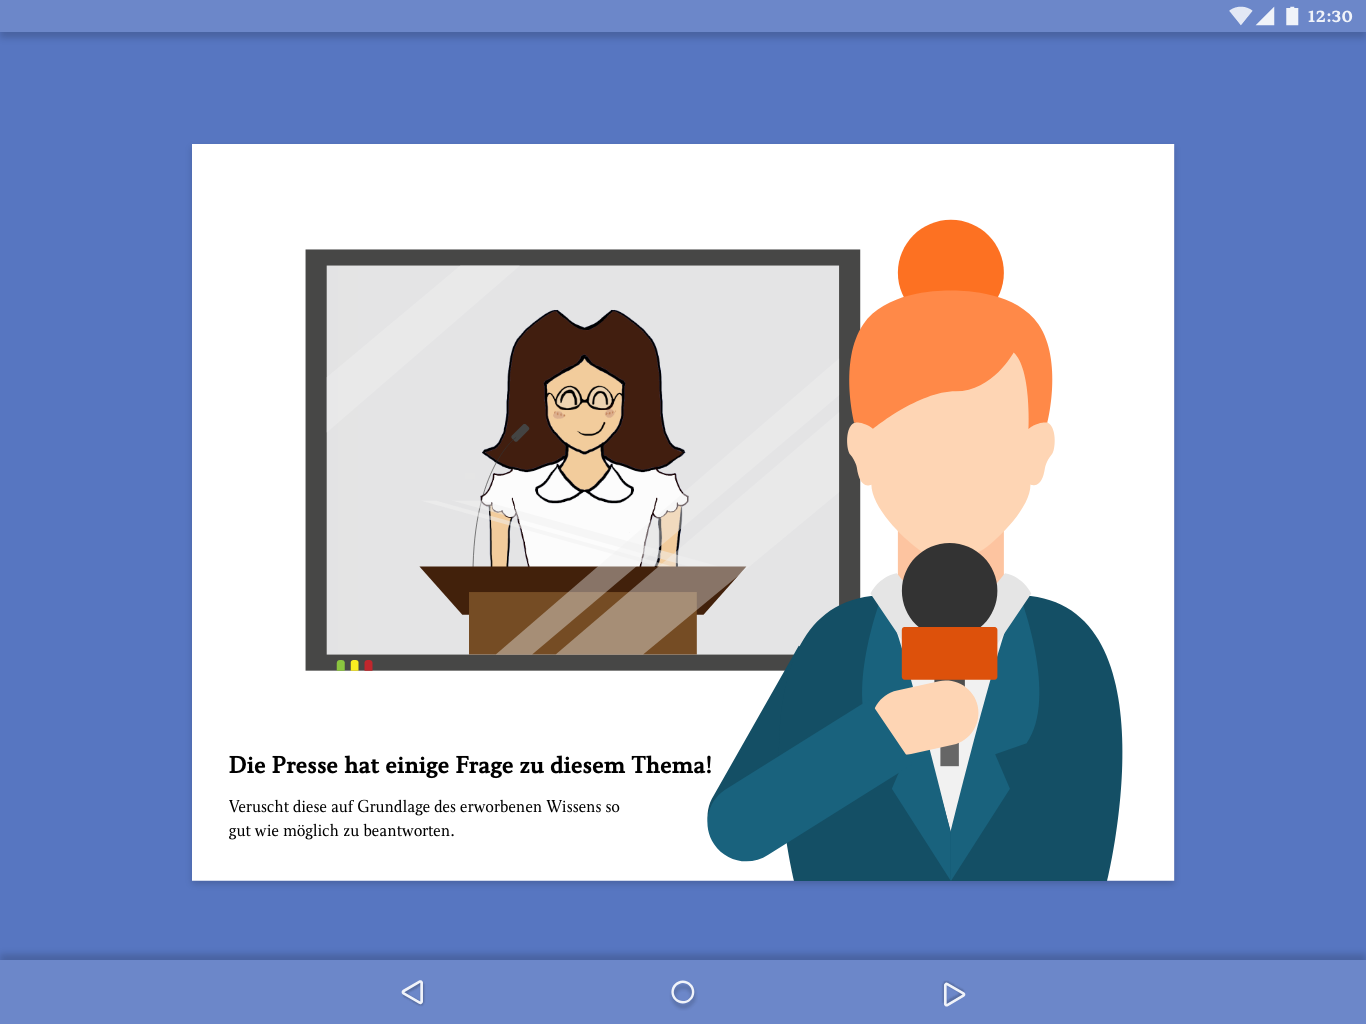 12:30
Die Presse hat einige Frage zu diesem Thema!
Veruscht diese auf Grundlage des erworbenen Wissens so
gut wie möglich zu beantworten.